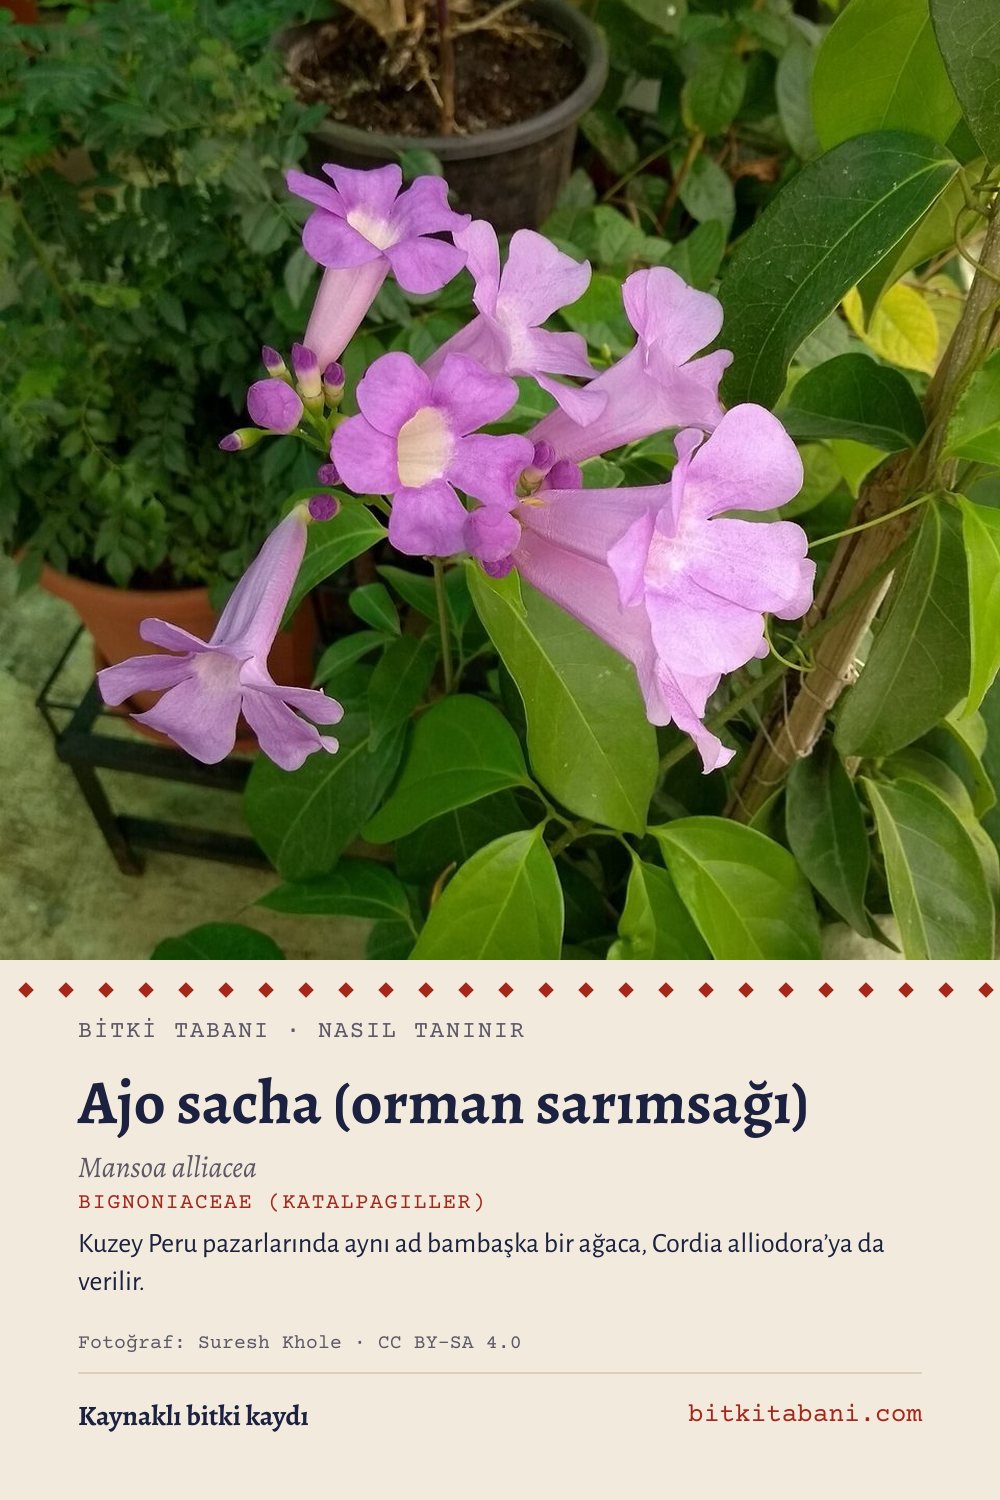 BİTKİ TABANI · NASIL TANINIR
Ajo sacha (orman sarımsağı)
Mansoa alliacea
BIGNONIACEAE (KATALPAGILLER)
Kuzey Peru pazarlarında aynı ad bambaşka bir ağaca, Cordia alliodora’ya da
verilir.
Fotoğraf: Suresh Khole · CC BY-SA 4.0
Kaynaklı bitki kaydı
bitkitabani.com